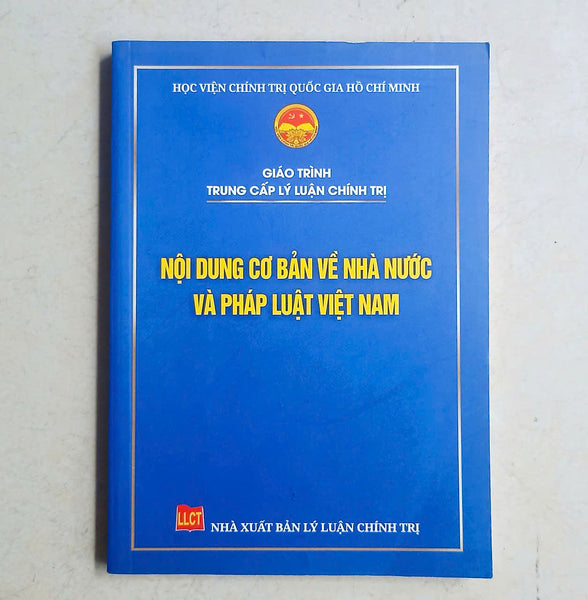 HỌC VIỆN CHÍNH TRỊ QUỐC GIA HỒ CHÍ MINH
GIÁO TRÌNH
TRUNG CẤP LÝ LUẬN CHÍNH TRỊ
NỘI DUNG CƠ BẢN VỀ NHÀ NƯỚC
VÀ PHÁP LUẬT VIỆT NAM
LLCT
NHÀ XUẤT BẢN LÝ LUẬN CHÍNH TRỊ